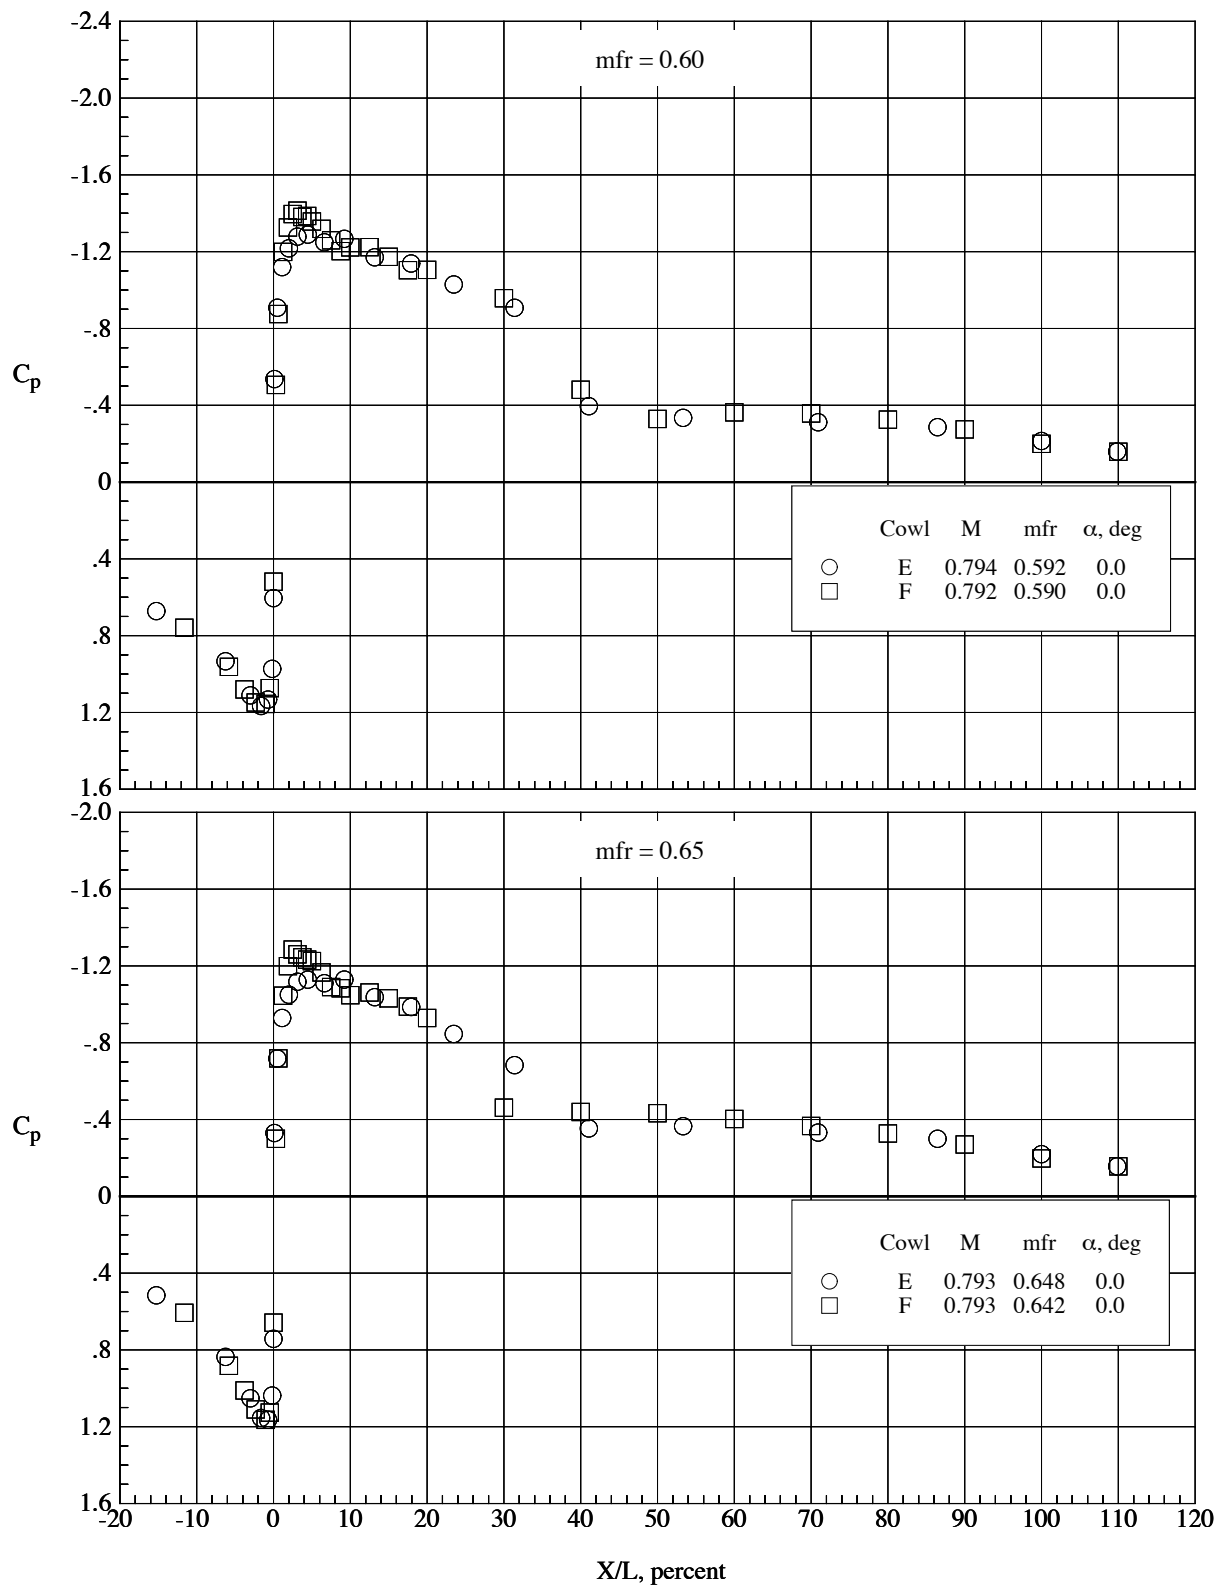 -2.4
mfr = 0.60
-2.0
-1.6
-1.2
-.8
Cp
-.4
0
Cowl M mfr α, deg
.4
E 0.794 0.592 0.0
F 0.792 0.590 0.0
.8
1.2
1.6
-2.0
mfr = 0.65
-1.6
-1.2
-.8
Cp
-.4
0
Cowl M mfr α, deg
.4
E 0.793 0.648 0.0
F 0.793 0.642 0.0
.8
1.2
1.6
-20 -10 0 10 20 30 40 50 60 70 80 90 100 110 120
X/L, percent